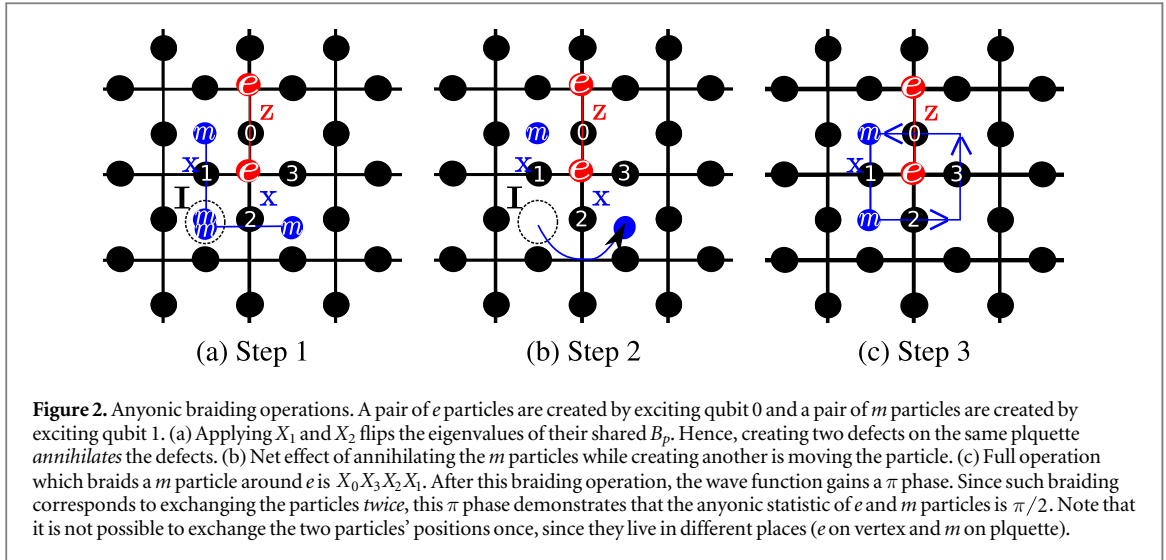 e
z
m
0
x
1
e
3
I
x
m
m
2
m
e
z
m
0
x
1
e
3
I
x
2
e
z
m
0
x
1
e
3
m
2
(a) Step 1
(b) Step 2
(c) Step 3
Figure 2. Anyonic braiding operations. A pair of e particles are created by exciting qubit 0 and a pair of m particles are created by
exciting qubit 1. (a) Applying X₁ and X₂ flips the eigenvalues of their shared Bₚ. Hence, creating two defects on the same plquette
annihilates the defects. (b) Net effect of annihilating the m particles while creating another is moving the particle. (c) Full operation
which braids a m particle around e is X₀X₃X₂X₁. After this braiding operation, the wave function gains a π phase. Since such braiding
corresponds to exchanging the particles twice, this π phase demonstrates that the anyonic statistic of e and m particles is π/2. Note that
it is not possible to exchange the two particles' positions once, since they live in different places (e on vertex and m on plquette).